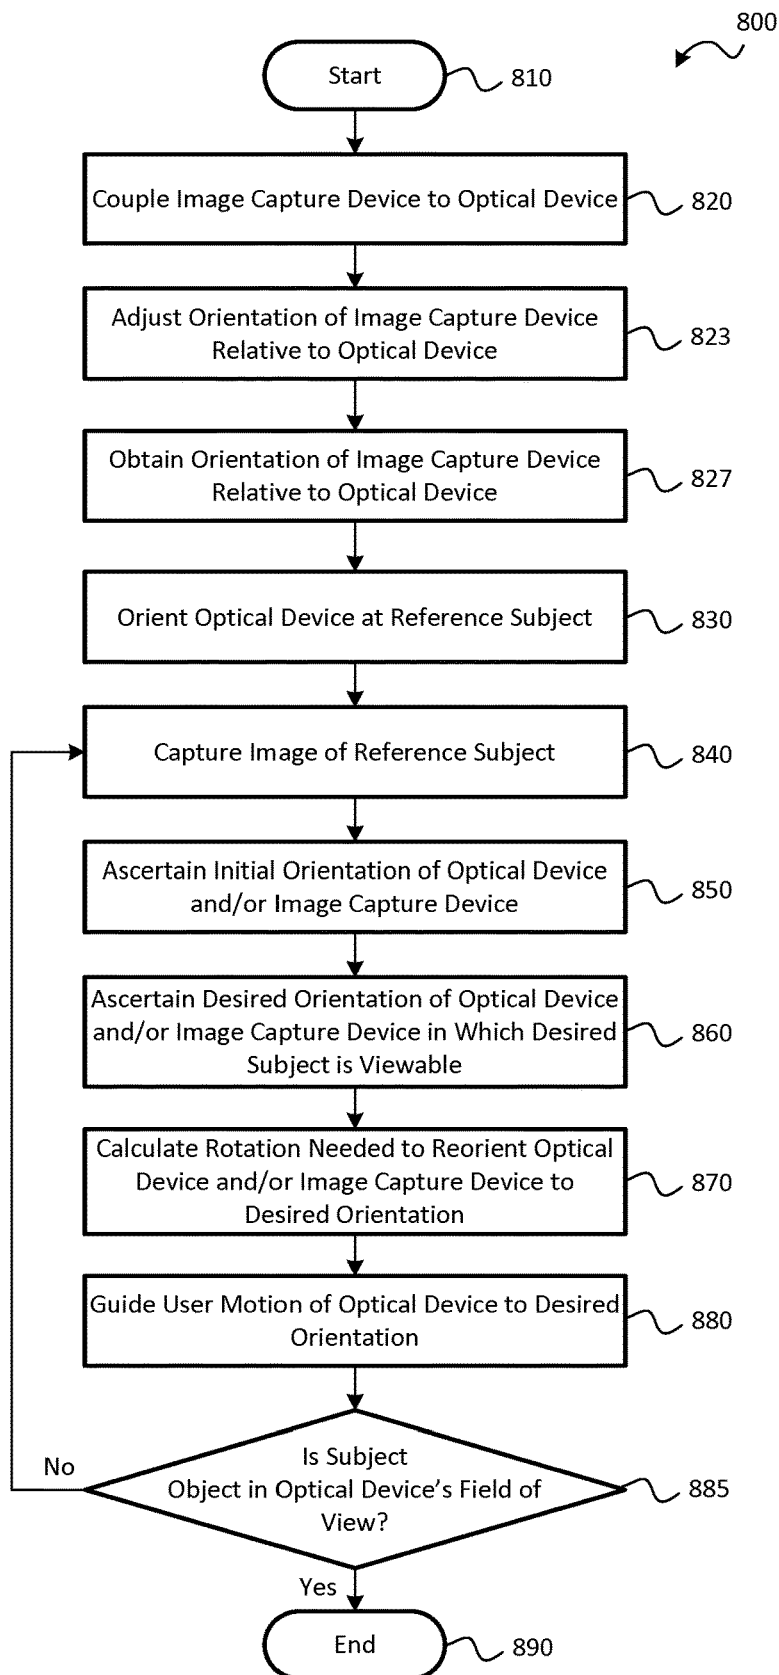 800
Start
810
Couple Image Capture Device to Optical Device
820
Adjust Orientation of Image Capture Device
Relative to Optical Device
823
Obtain Orientation of Image Capture Device
Relative to Optical Device
827
Orient Optical Device at Reference Subject
830
Capture Image of Reference Subject
840
Ascertain Initial Orientation of Optical Device
and/or Image Capture Device
850
Ascertain Desired Orientation of Optical Device
and/or Image Capture Device in Which Desired
Subject is Viewable
860
Calculate Rotation Needed to Reorient Optical
Device and/or Image Capture Device to
Desired Orientation
870
Guide User Motion of Optical Device to Desired
Orientation
880
Is Subject
Object in Optical Device's Field of
View?
885
No
Yes
End
890